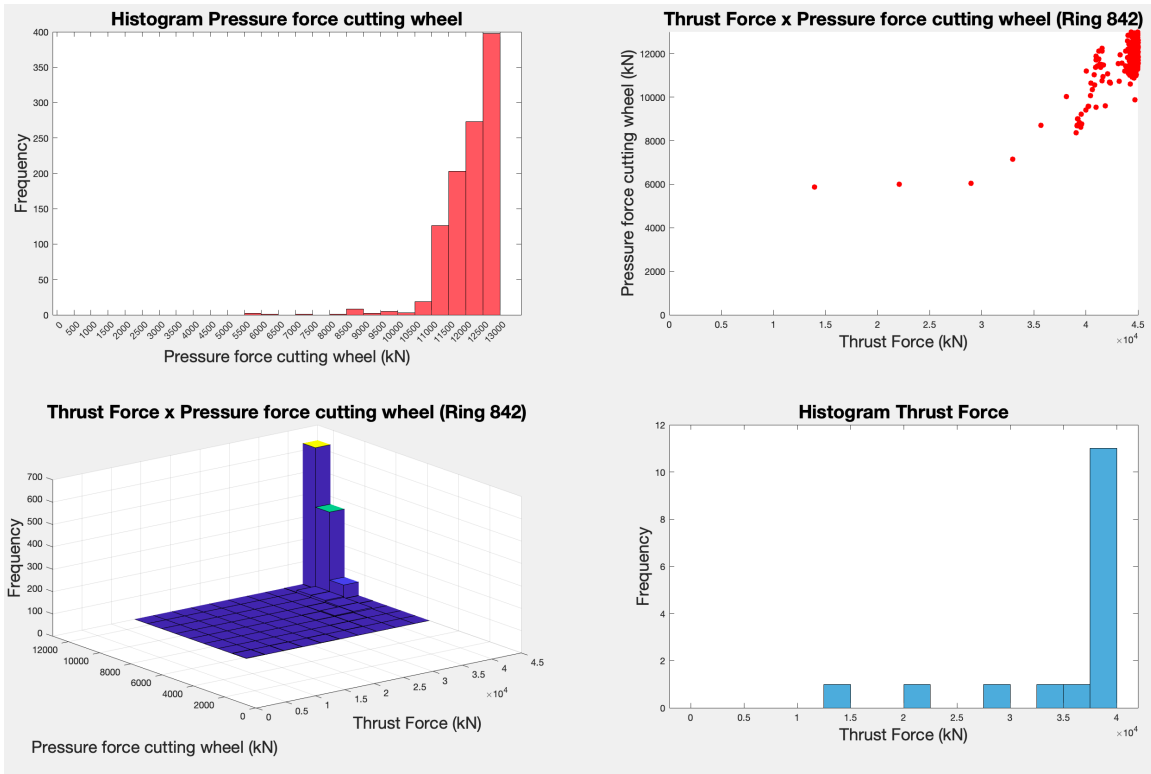 Histogram Pressure force cutting wheel
400
350
300
250
200
150
100
50
0
Frequency
0 500 1000 1500 2000 2500 3000 3500 4000 4500 5000 5500 6000 6500 7000 7500 8000 8500 9000 9500 10000 10500 11000 11500 12000 12500 13000
Pressure force cutting wheel (kN)
Thrust Force x Pressure force cutting wheel (Ring 842)
12000
10000
8000
6000
4000
2000
0
Pressure force cutting wheel (kN)
0 0.5 1 1.5 2 2.5 3 3.5 4 4.5
×10⁴
Thrust Force (kN)
Thrust Force x Pressure force cutting wheel (Ring 842)
700
600
500
400
300
200
100
0
Frequency
12000 10000 8000 6000 4000 2000 0
Pressure force cutting wheel (kN)
0 0.5 1 1.5 2 2.5 3 3.5 4 4.5
×10⁴
Thrust Force (kN)
Histogram Thrust Force
12
10
8
6
4
2
0
Frequency
0 0.5 1 1.5 2 2.5 3 3.5 4
×10⁴
Thrust Force (kN)